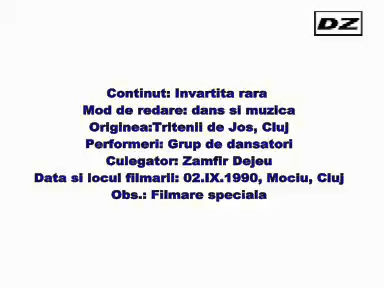 DZ
Continut: Invartita rara
Mod de redare: dans si muzica
Originea:Tritenii de Jos, Cluj
Performeri: Grup de dansatori
Culegator: Zamfir Dejeu
Data si locul filmarii: 02.IX.1990, Mociu, Cluj
Obs.: Filmare speciala